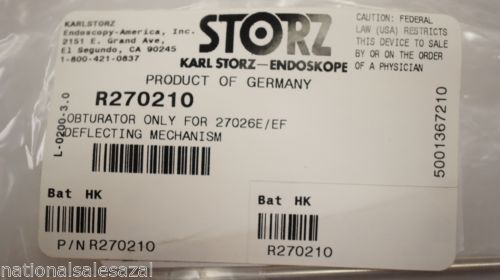 KARLSTORZ
Endoscopy-America, Inc.
2151 E. Grand Ave,
El Segundo, CA 90245
1-800-421-0837
STORZ
KARL STORZ—ENDOSKOPE
CAUTION: FEDERAL
LAW (USA) RESTRICTS
THIS DEVICE TO SALE
BY OR ON THE ORDER
OF A PHYSICIAN
PRODUCT OF GERMANY
R270210
OBTURATOR ONLY FOR 27026E/EF
DEFLECTING MECHANISM
L-0200-3.0
5001367210
Bat HK
P/N R270210
Bat HK
R270210
nationalsalesazal